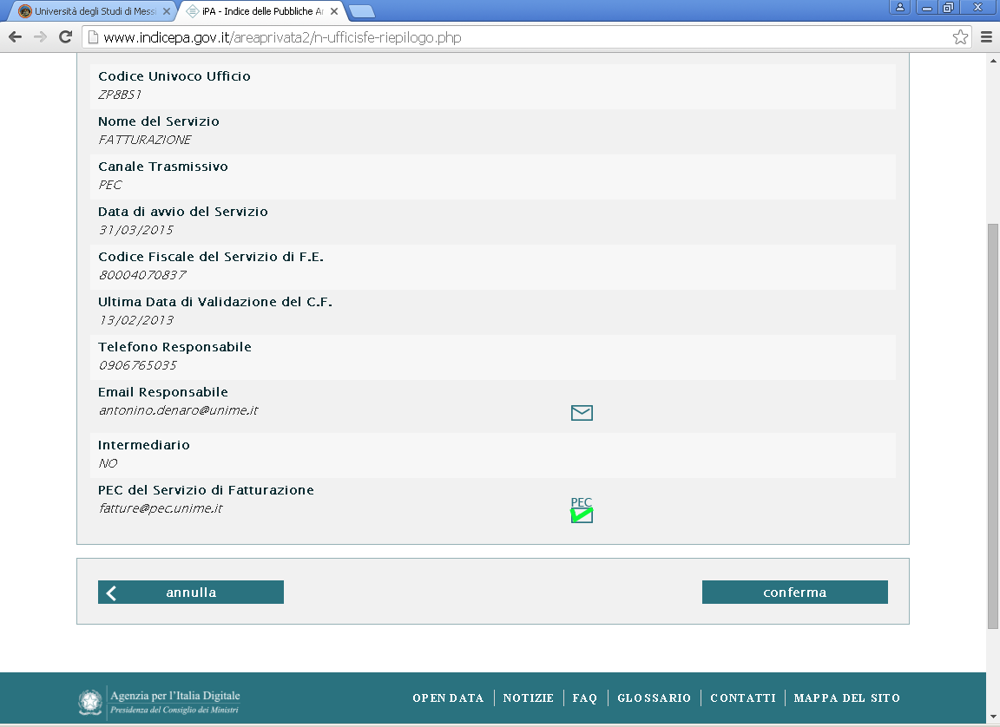 Università degli Studi di Messi
iPA - Indice delle Pubbliche Ar
www.indicepa.gov.it/areaprivata2/n-ufficisfe-riepilogo.php
Codice Univoco Ufficio
ZP8BS1
Nome del Servizio
FATTURAZIONE
Canale Trasmissivo
PEC
Data di avvio del Servizio
31/03/2015
Codice Fiscale del Servizio di F.E.
80004070837
Ultima Data di Validazione del C.F.
13/02/2013
Telefono Responsabile
0906765035
Email Responsabile
antonino.denaro@unime.it
Intermediario
NO
PEC del Servizio di Fatturazione
fatture@pec.unime.it
PEC
annulla
conferma
Agenzia per l'Italia Digitale
Presidenza del Consiglio dei Ministri
OPEN DATA NOTIZIE FAQ GLOSSARIO CONTATTI MAPPA DEL SITO